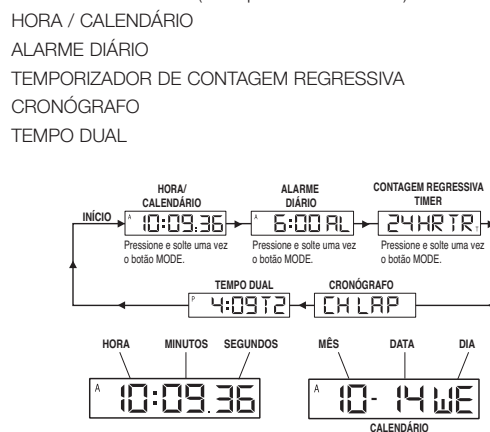 HORA / CALENDÁRIO
ALARME DIÁRIO
TEMPORIZADOR DE CONTAGEM REGRESSIVA
CRONÓGRAFO
TEMPO DUAL
HORA/
CALENDÁRIO
ALARME
DIÁRIO
CONTAGEM REGRESSIVA
TIMER
INÍCIO
A 10:09.36
A 6:00 AL
24HR TR T
Pressione e solte uma vez
o botão MODE.
Pressione e solte uma vez
o botão MODE.
Pressione e solte uma vez
o botão MODE.
TEMPO DUAL
CRONÓGRAFO
P 4:09 T2
CH LAP
HORA MINUTOS SEGUNDOS
MÊS DATA DIA
A 10:09.36
A 10- 14 WE
CALENDÁRIO